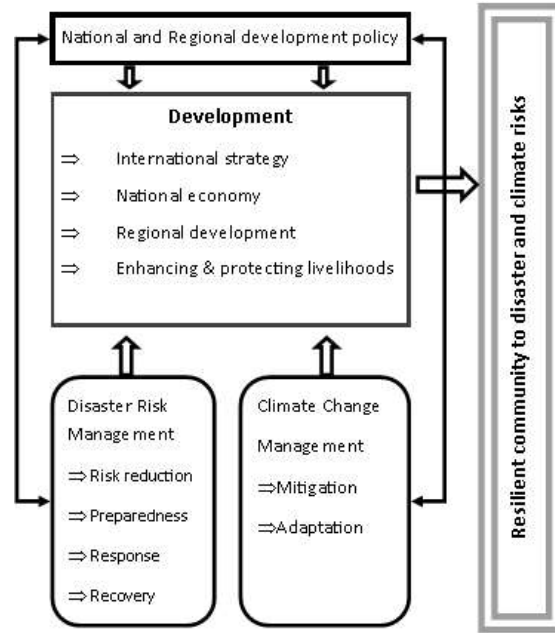 National and Regional development policy
Development
⇒ International strategy
⇒ National economy
⇒ Regional development
⇒ Enhancing & protecting livelihoods
Disaster Risk
Management
⇒Risk reduction
⇒Preparedness
⇒Response
⇒Recovery
Climate Change
Management
⇒Mitigation
⇒Adaptation
Resilient community to disaster and climate risks